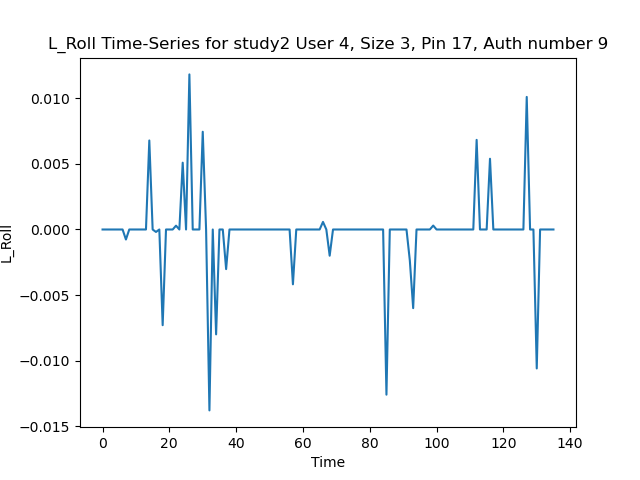 L_Roll Time-Series for study2 User 4, Size 3, Pin 17, Auth number 9
0.010
0.005
0.000
−0.005
−0.010
−0.015
L_Roll
0 20 40 60 80 100 120 140
Time